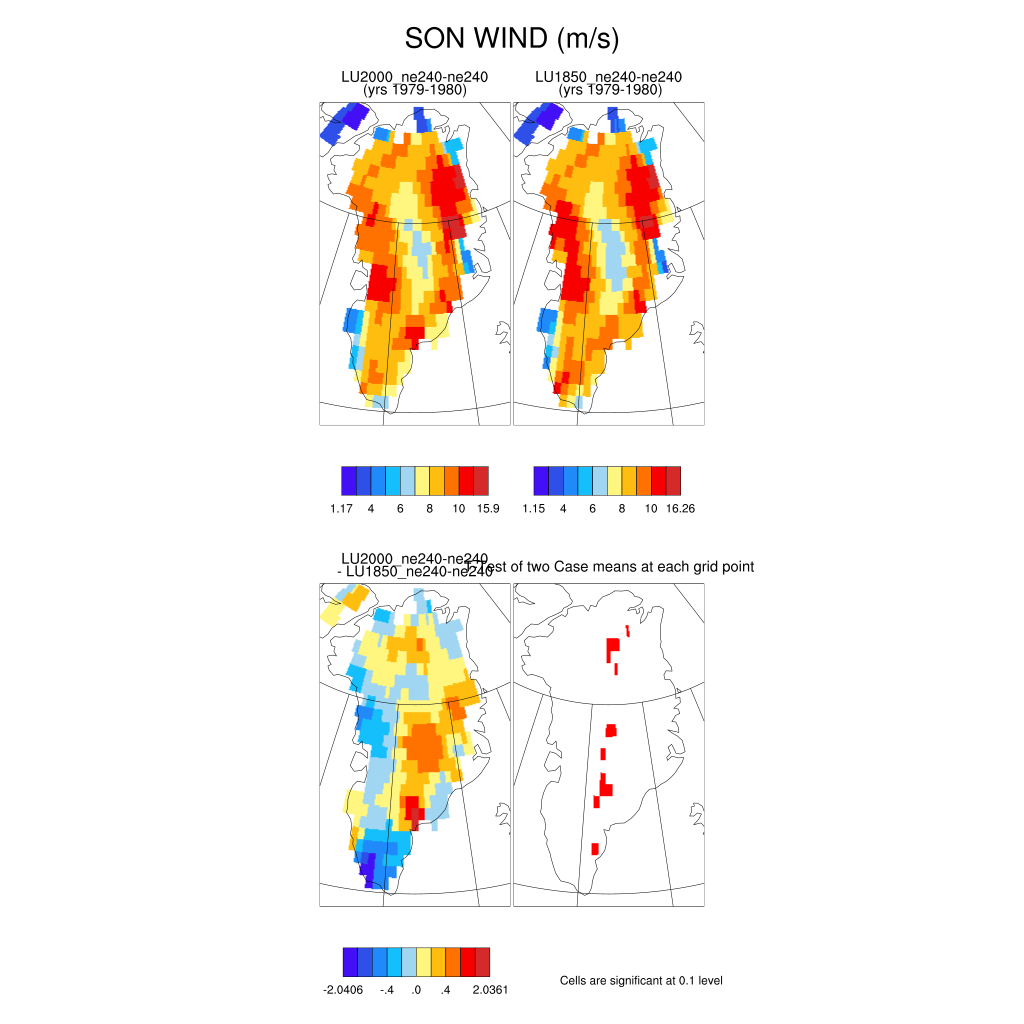 SON WIND (m/s)
LU2000_ne240-ne240
(yrs 1979-1980)
LU1850_ne240-ne240
(yrs 1979-1980)
1.17 4 6 8 10 15.9
1.15 4 6 8 10 16.26
LU2000_ne240-ne240
- LU1850_ne240-ne240
T-Test of two Case means at each grid point
-2.0406 -.4 .0 .4 2.0361
Cells are significant at 0.1 level